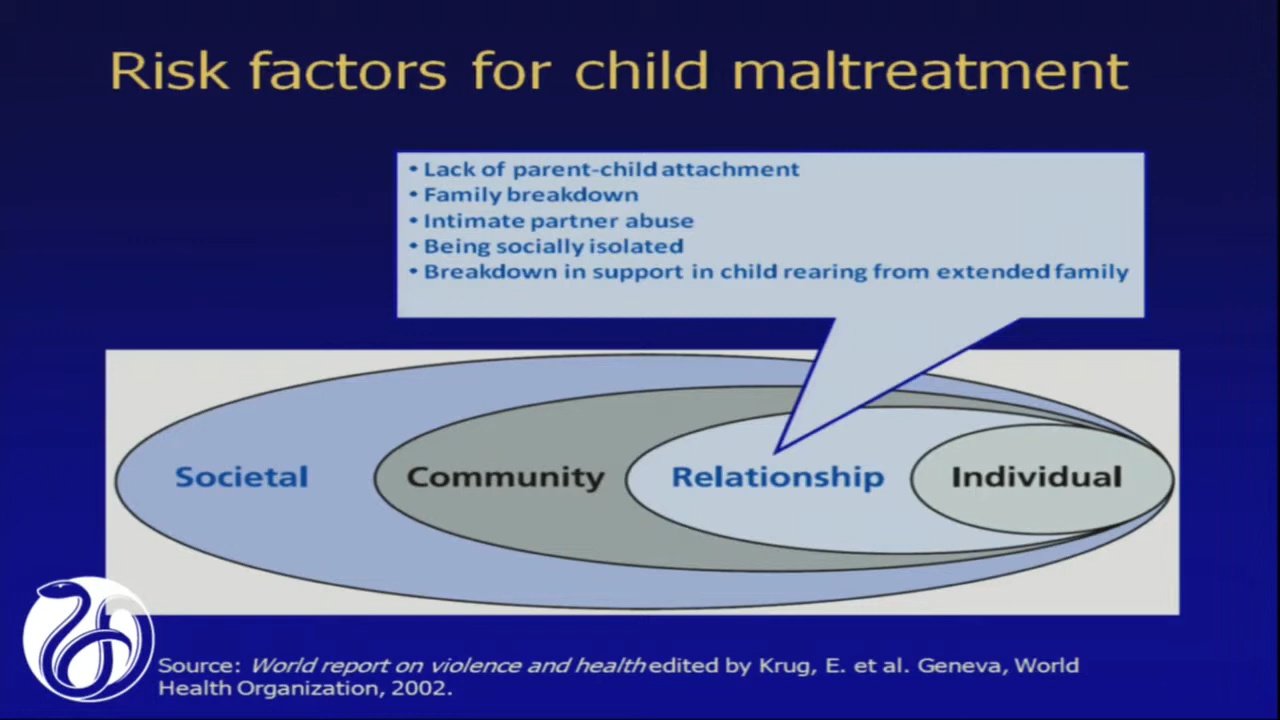 Risk factors for child maltreatment
• Lack of parent-child attachment
• Family breakdown
• Intimate partner abuse
• Being socially isolated
• Breakdown in support in child rearing from extended family
Societal Community Relationship Individual
Source: World report on violence and health edited by Krug, E. et al. Geneva, World
Health Organization, 2002.